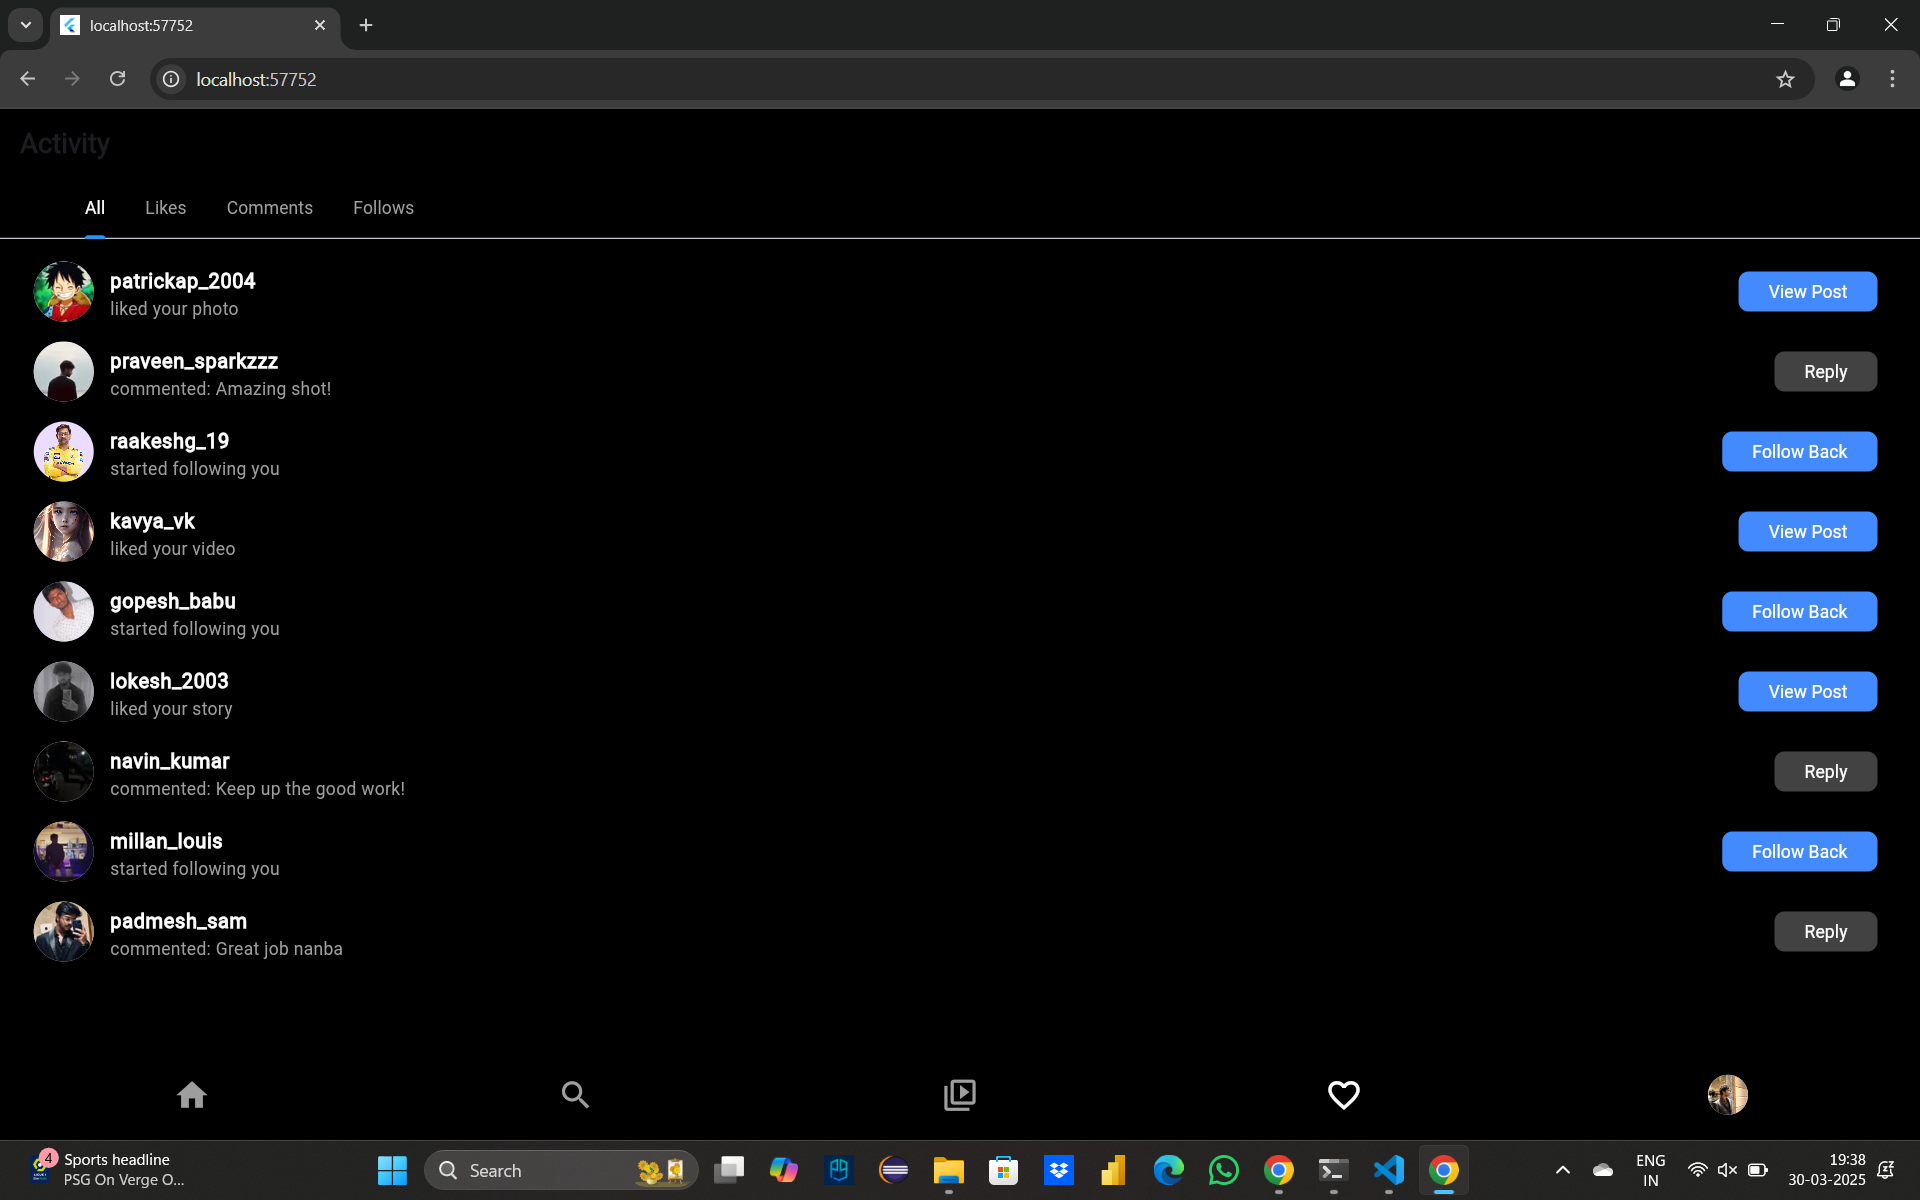 localhost:57752
localhost:57752
Activity
All Likes Comments Follows
patrickap_2004
liked your photo
View Post
praveen_sparkzzz
commented: Amazing shot!
Reply
raakeshg_19
started following you
Follow Back
kavya_vk
liked your video
View Post
gopesh_babu
started following you
Follow Back
lokesh_2003
liked your story
View Post
navin_kumar
commented: Keep up the good work!
Reply
millan_louis
started following you
Follow Back
padmesh_sam
commented: Great job nanba
Reply
4
Sports headline
PSG On Verge O...
Search
ENG
IN
19:38
30-03-2025